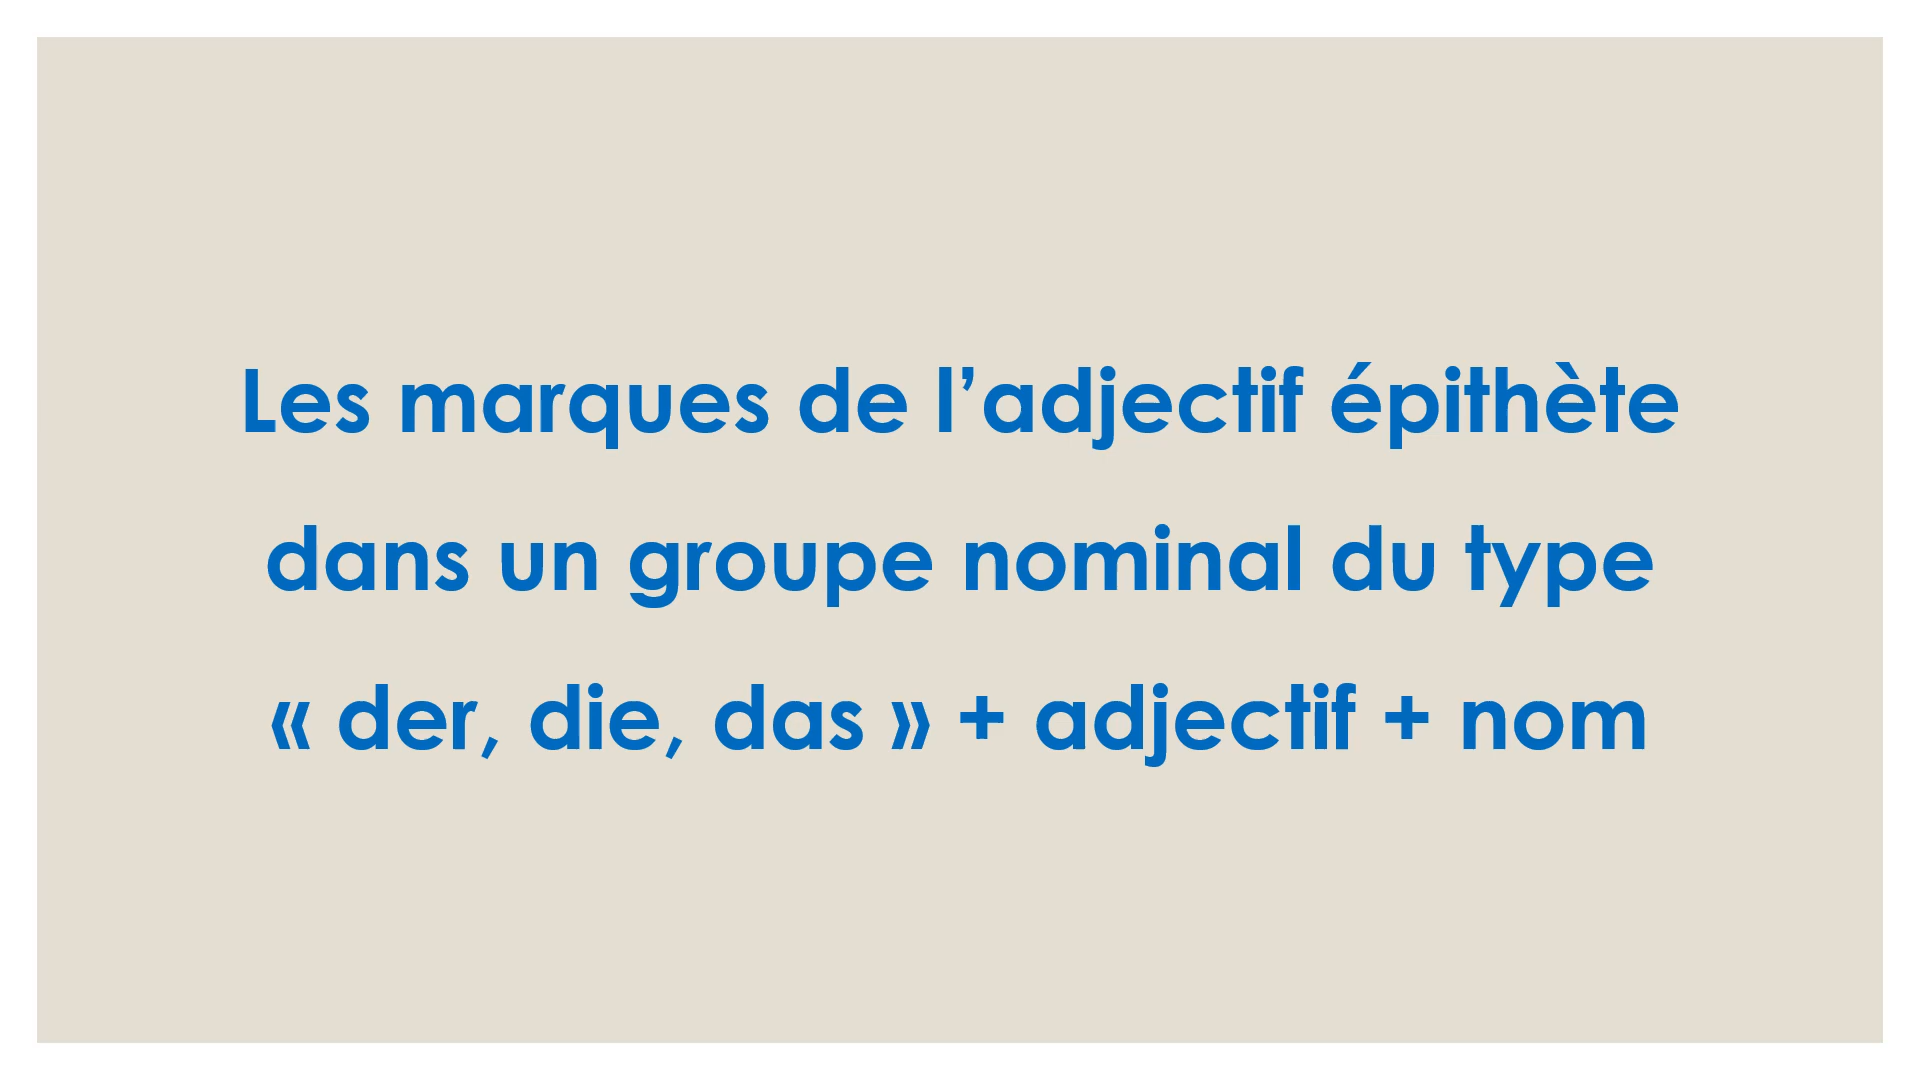 Les marques de l’adjectif épithète
dans un groupe nominal du type
« der, die, das » + adjectif + nom